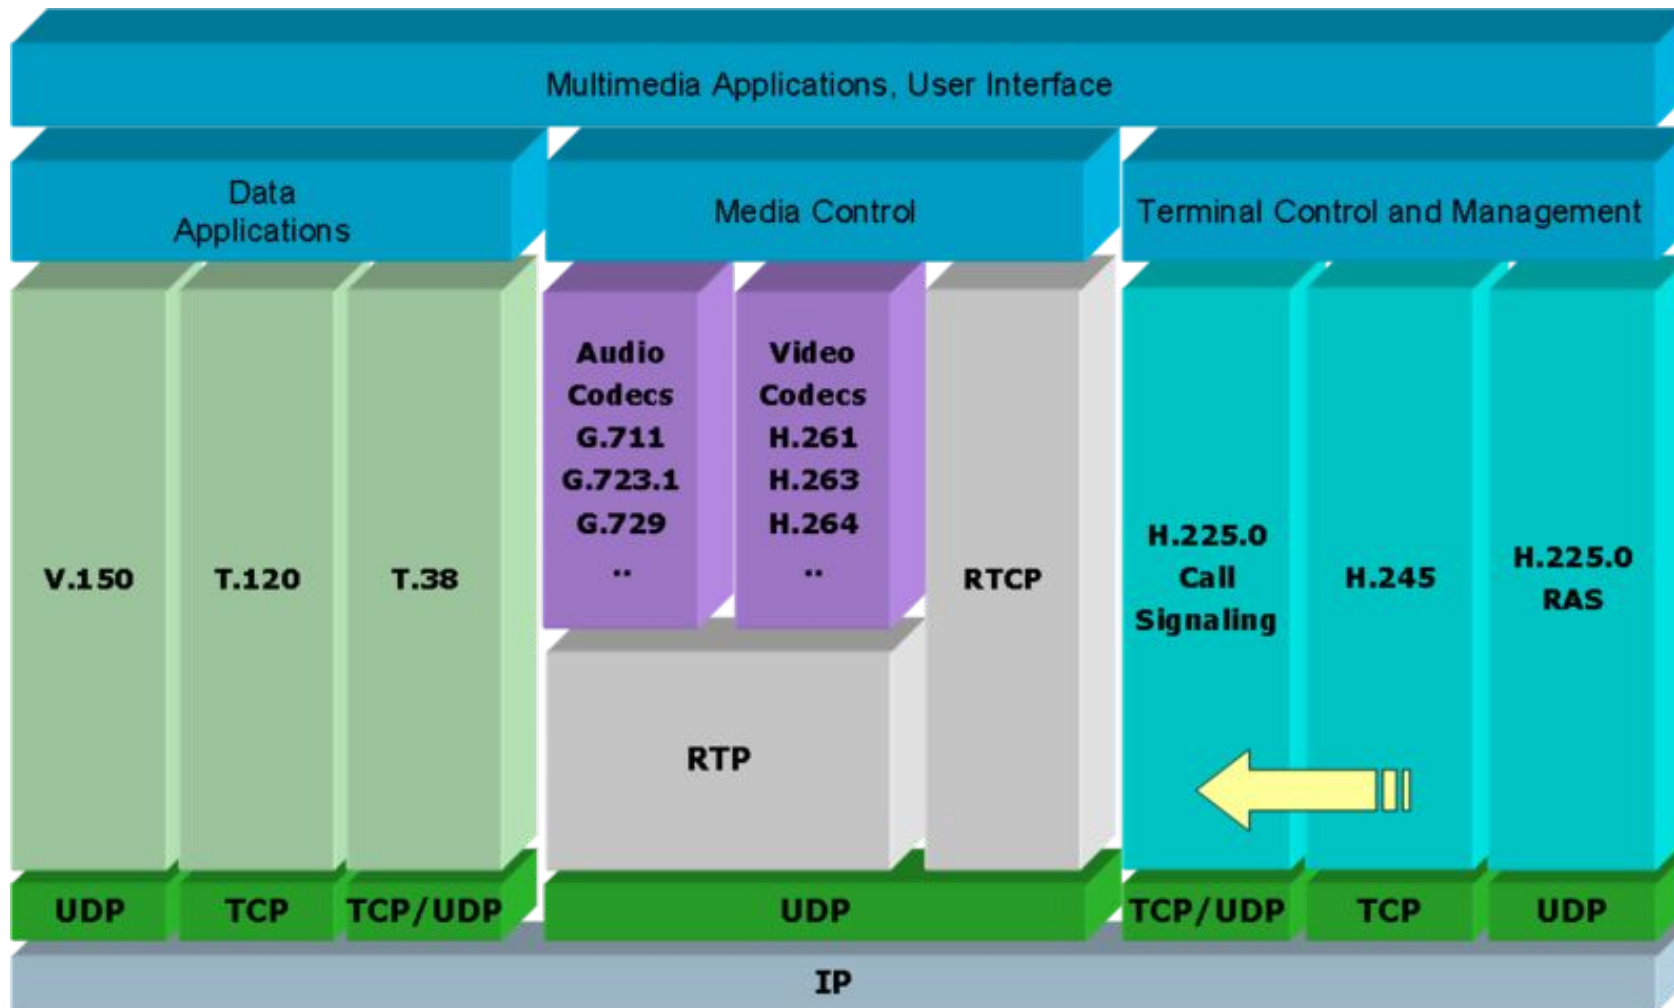 Multimedia Applications, User Interface
Data
Applications
Media Control
Terminal Control and Management
V.150
T.120
T.38
Audio
Codecs
G.711
G.723.1
G.729
..
Video
Codecs
H.261
H.263
H.264
..
RTP
RTCP
H.225.0
Call
Signaling
H.245
H.225.0
RAS
UDP
TCP
TCP/UDP
UDP
TCP/UDP
TCP
UDP
IP